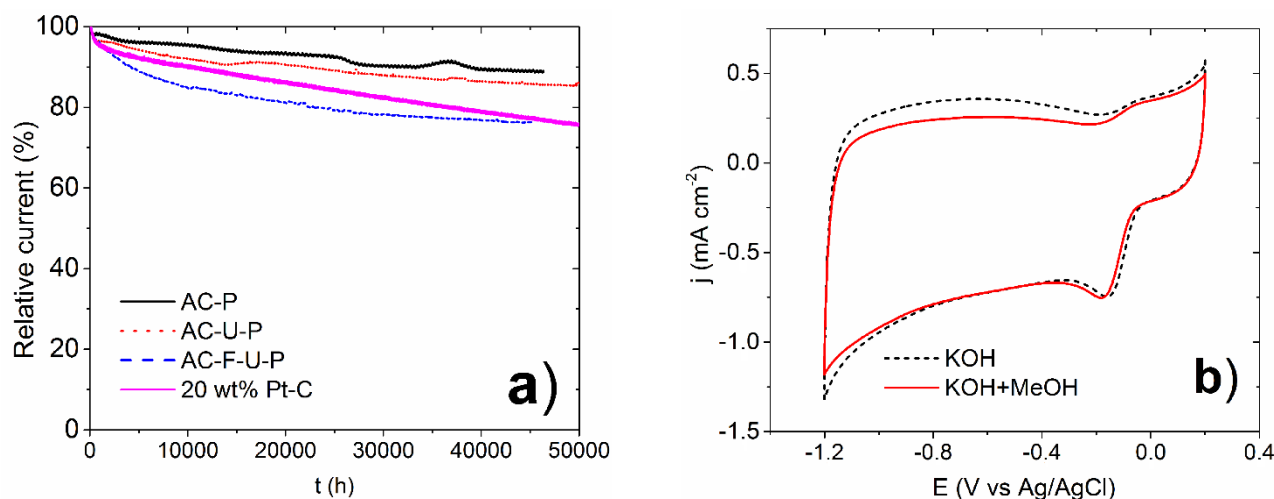 100
80
60
40
20
0
Relative current (%)
AC-P
AC-U-P
AC-F-U-P
20 wt% Pt-C
a)
0
10000
20000
30000
40000
50000
t (h)
0.5
0.0
-0.5
-1.0
-1.5
j (mA cm-2)
KOH
KOH+MeOH
b)
-1.2
-0.8
-0.4
0.0
0.4
E (V vs Ag/AgCl)